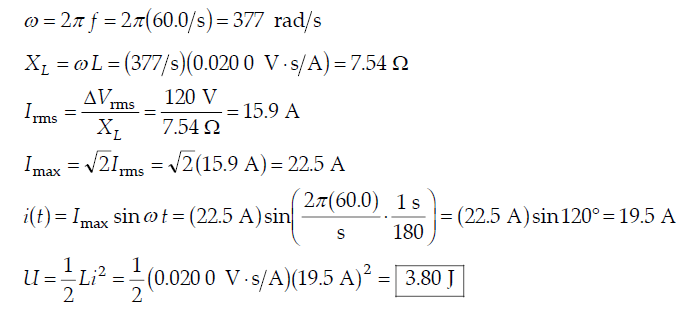 ω = 2π f = 2π(60.0/s) = 377 rad/s
X_L = ωL = (377/s)(0.020 0 V·s/A) = 7.54 Ω
I_rms = ΔV_rms / X_L = 120 V / 7.54 Ω = 15.9 A
I_max = √2 I_rms = √2(15.9 A) = 22.5 A
i(t) = I_max sin ωt = (22.5 A) sin(2π(60.0) / s · 1 s / 180) = (22.5 A) sin 120° = 19.5 A
U = 1/2 Li² = 1/2 (0.020 0 V·s/A)(19.5 A)² = 3.80 J